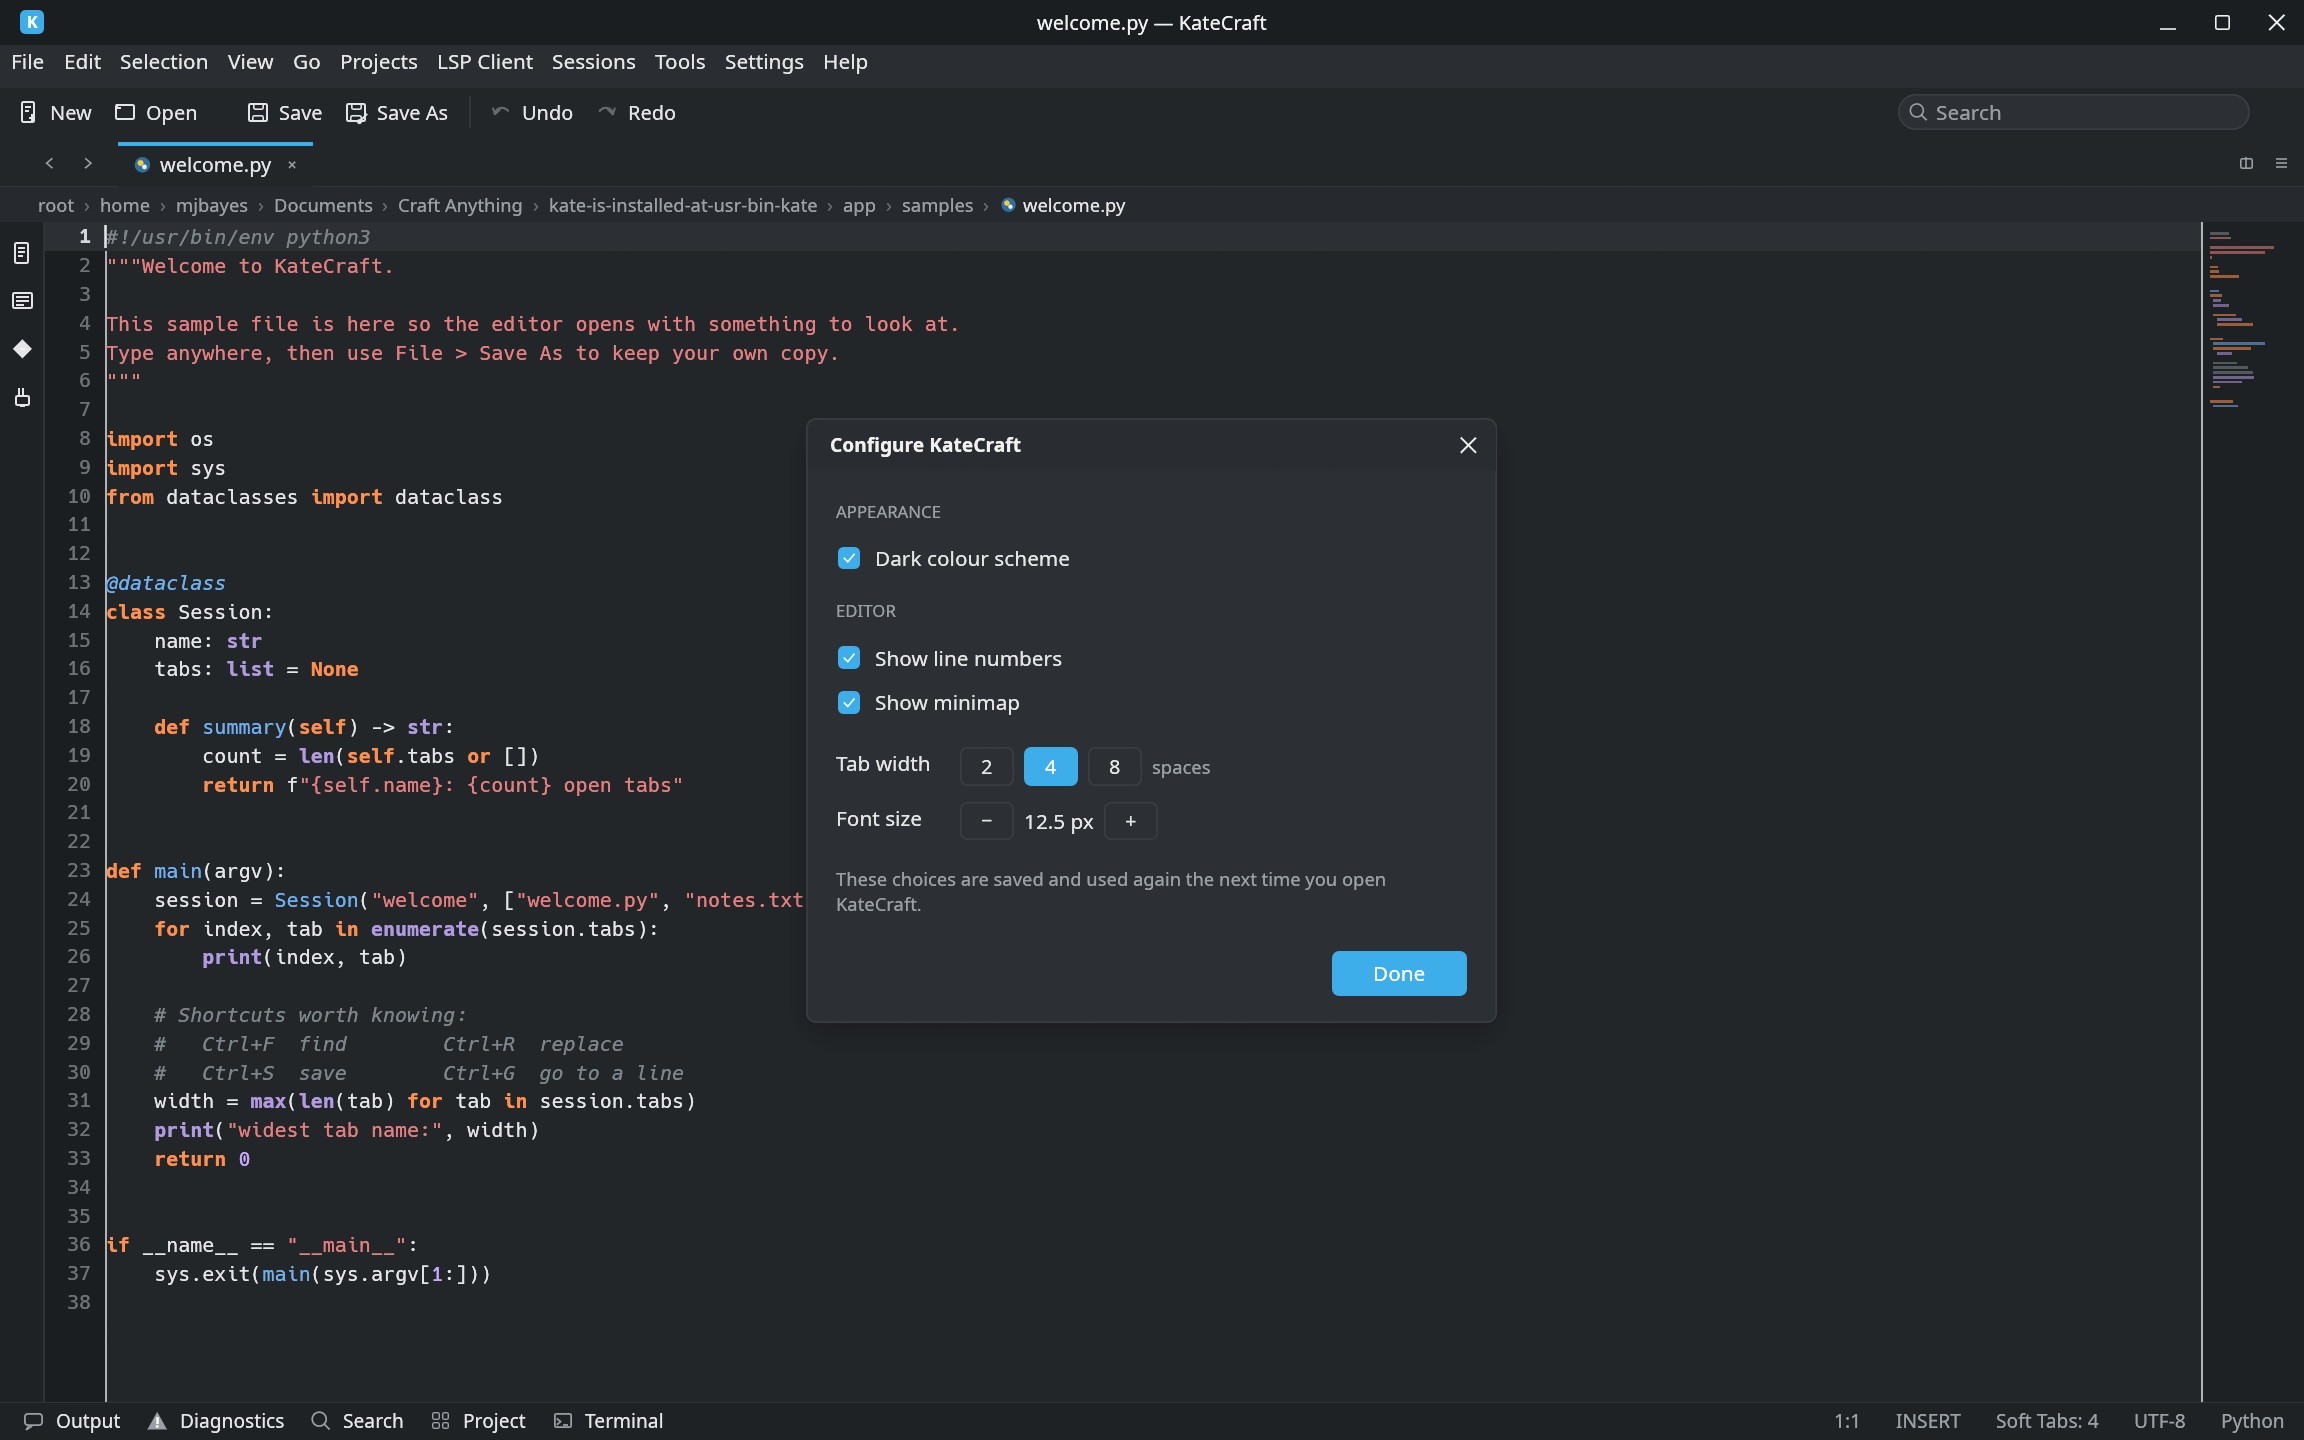 K
welcome.py — KateCraft
File Edit Selection View Go Projects LSP Client Sessions Tools Settings Help
New Open Save Save As Undo Redo Search
welcome.py ×
root › home › mjbayes › Documents › Craft Anything › kate-is-installed-at-usr-bin-kate › app › samples › welcome.py
1 #!/usr/bin/env python3
2 """Welcome to KateCraft.
3
4 This sample file is here so the editor opens with something to look at.
5 Type anywhere, then use File > Save As to keep your own copy.
6 """
7
8 import os
9 import sys
10 from dataclasses import dataclass
11
12
13 @dataclass
14 class Session:
15     name: str
16     tabs: list = None
17
18     def summary(self) -> str:
19         count = len(self.tabs or [])
20         return f"{self.name}: {count} open tabs"
21
22
23 def main(argv):
24     session = Session("welcome", ["welcome.py", "notes.txt
25     for index, tab in enumerate(session.tabs):
26         print(index, tab)
27
28     # Shortcuts worth knowing:
29     #   Ctrl+F  find        Ctrl+R  replace
30     #   Ctrl+S  save        Ctrl+G  go to a line
31     width = max(len(tab) for tab in session.tabs)
32     print("widest tab name:", width)
33     return 0
34
35
36 if __name__ == "__main__":
37     sys.exit(main(sys.argv[1:]))
38
Configure KateCraft
APPEARANCE
Dark colour scheme
EDITOR
Show line numbers
Show minimap
Tab width 2 4 8 spaces
Font size − 12.5 px +
These choices are saved and used again the next time you open
KateCraft.
Done
Output Diagnostics Search Project Terminal 1:1 INSERT Soft Tabs: 4 UTF-8 Python